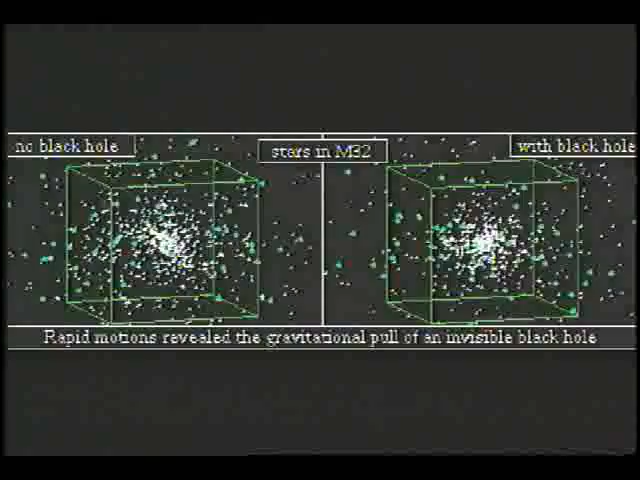 no black hole
stars in M32
with black hole
Rapid motions revealed the gravitational pull of an invisible black hole